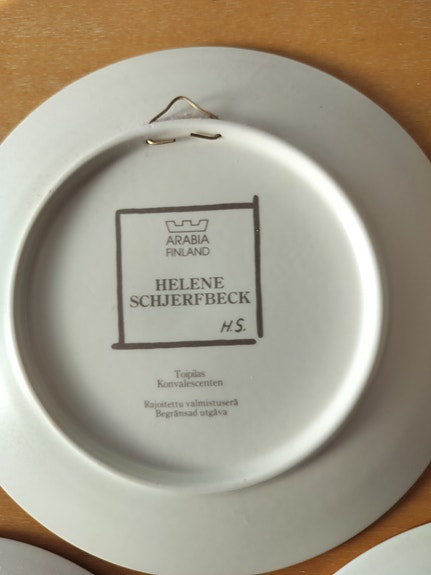 ARABIA
FINLAND
HELENE
SCHJERFBECK
H.S.
Toipilas
Konvalescenten
Rajoitettu valmistuserä
Begränsad utgåva